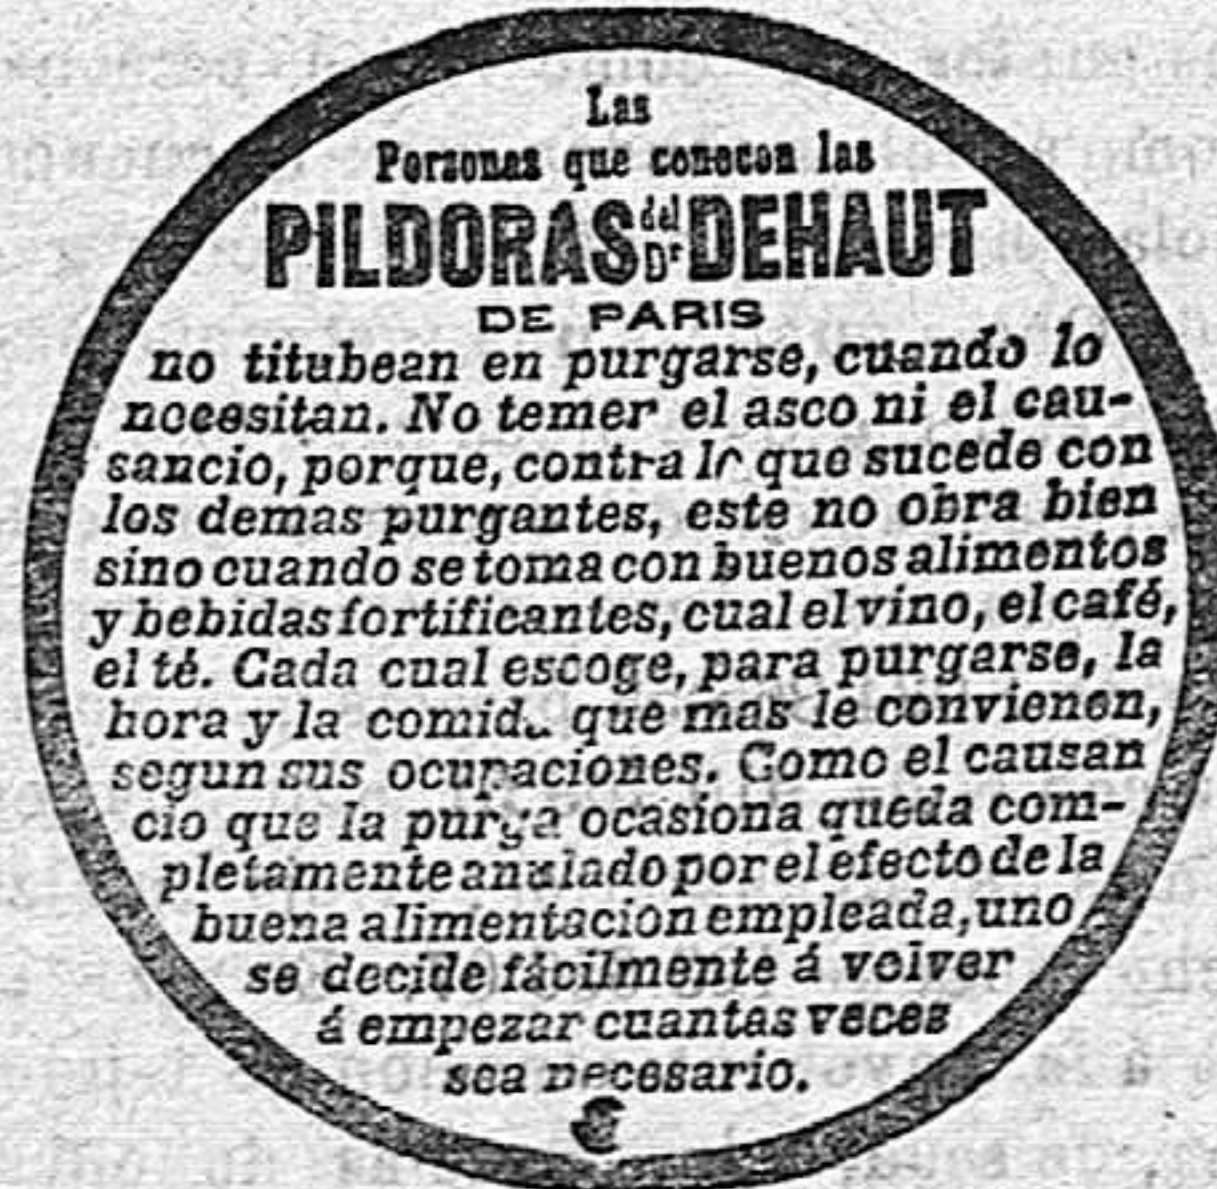 Las
Personas que conocen las
PILDORAS del Dr DEHAUT
DE PARIS
no titubean en purgarse, cuando lo
necesitan. No temer el asco ni el cau-
sancio, porque, contra lo que sucede con
los demas purgantes, este no obra bien
sino cuando se toma con buenos alimentos
y bebidas fortificantes, cual el vino, el café,
el té. Cada cual escoge, para purgarse, la
hora y la comida que mas le convienen,
segun sus ocupaciones. Como el causan
cio que la purga ocasiona queda com-
pletamente anulado por el efecto de la
buena alimentacion empleada, uno
se decide fácilmente á volver
á empezar cuantas veces
sea necesario.